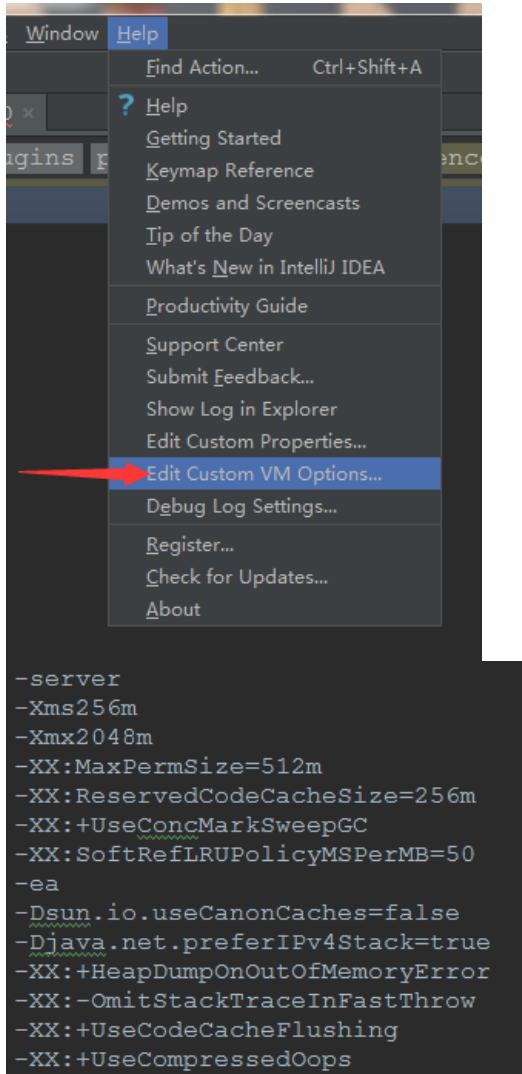 Window Help
Find Action... Ctrl+Shift+A
? Help
Getting Started
Keymap Reference
Demos and Screencasts
Tip of the Day
What's New in IntelliJ IDEA
Productivity Guide
Support Center
Submit Feedback...
Show Log in Explorer
Edit Custom Properties...
Edit Custom VM Options...
Debug Log Settings...
Register...
Check for Updates...
About
-server
-Xms256m
-Xmx2048m
-XX:MaxPermSize=512m
-XX:ReservedCodeCacheSize=256m
-XX:+UseConcMarkSweepGC
-XX:SoftRefLRUPolicyMSPerMB=50
-ea
-Dsun.io.useCanonCaches=false
-Djava.net.preferIPv4Stack=true
-XX:+HeapDumpOnOutOfMemoryError
-XX:-OmitStackTraceInFastThrow
-XX:+UseCodeCacheFlushing
-XX:+UseCompressedOops